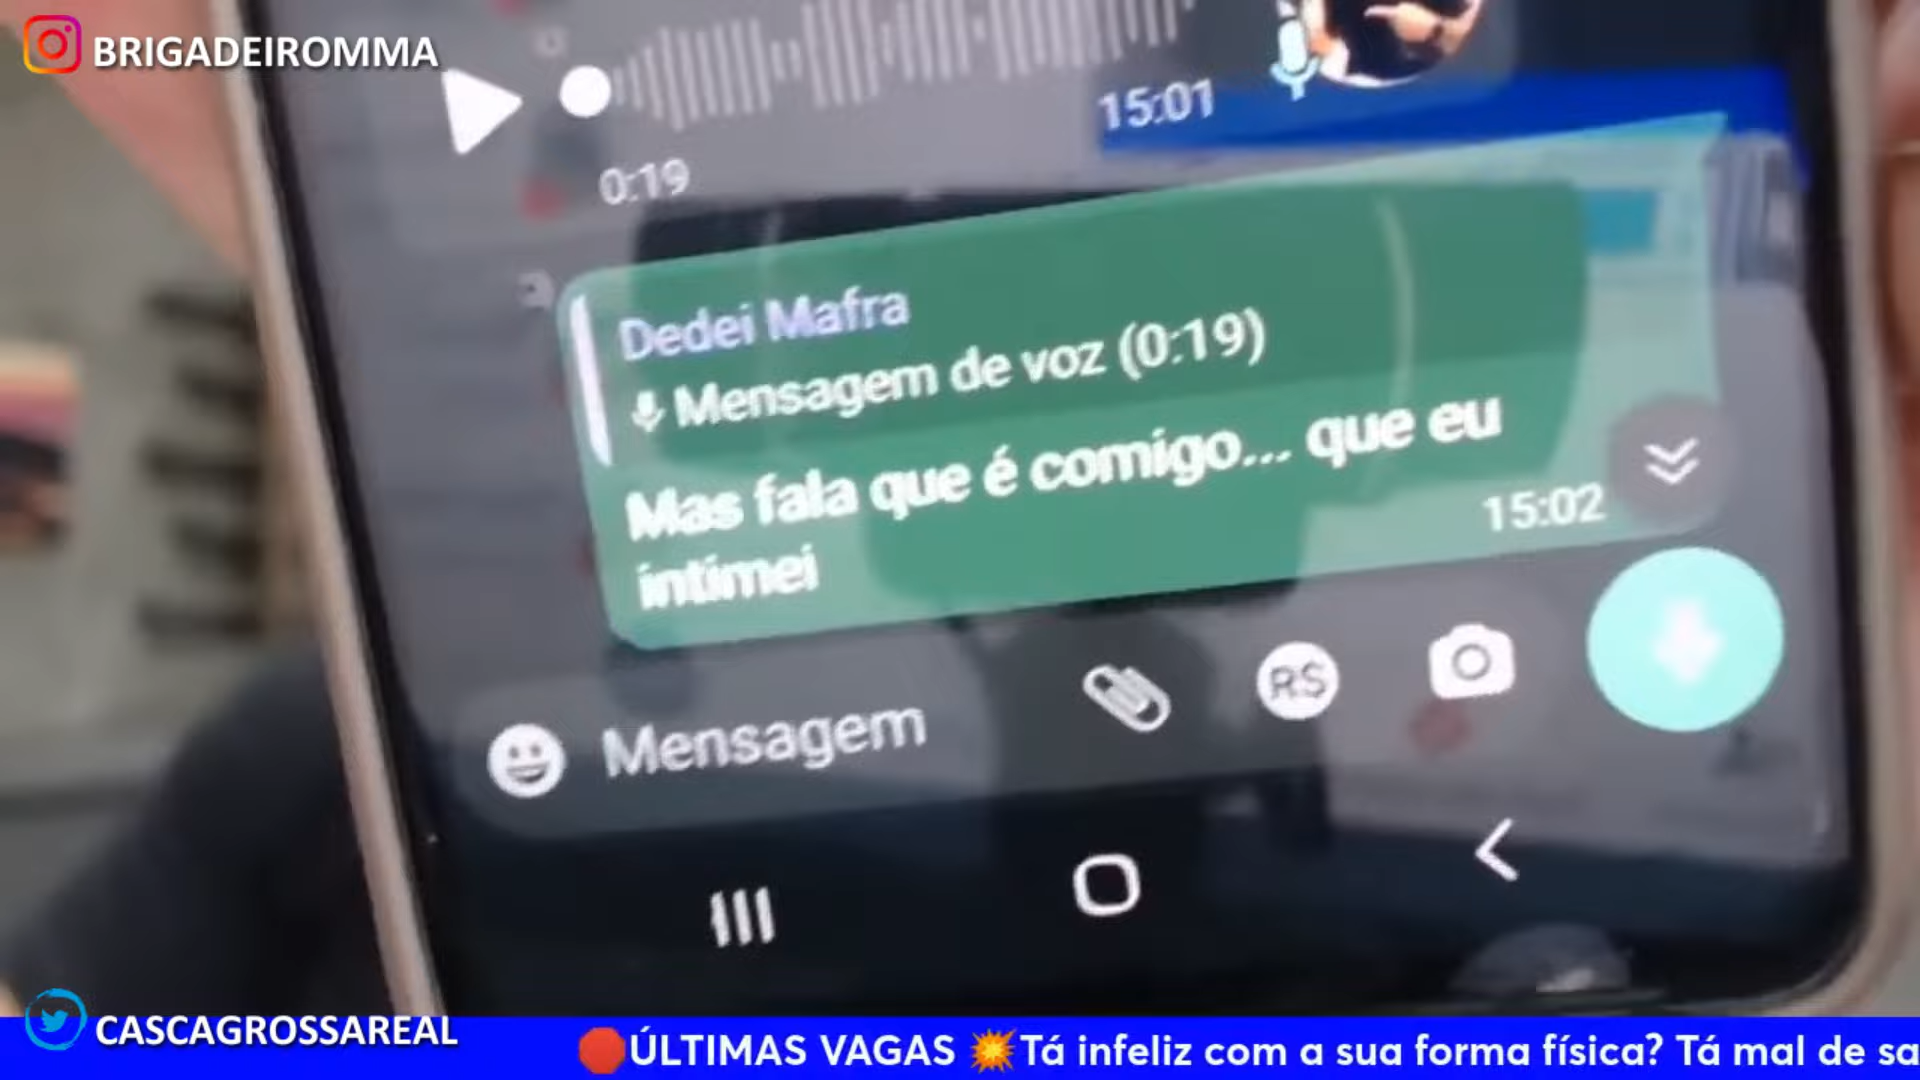 BRIGADEIROMMA
15:01
0:19
Dedei Mafra
Mensagem de voz (0:19)
Mas fala que é comigo... que eu
intimei
15:02
Mensagem
R$
CASCAGROSSAREAL
ÚLTIMAS VAGAS 💥Tá infeliz com a sua forma física? Tá mal de sa